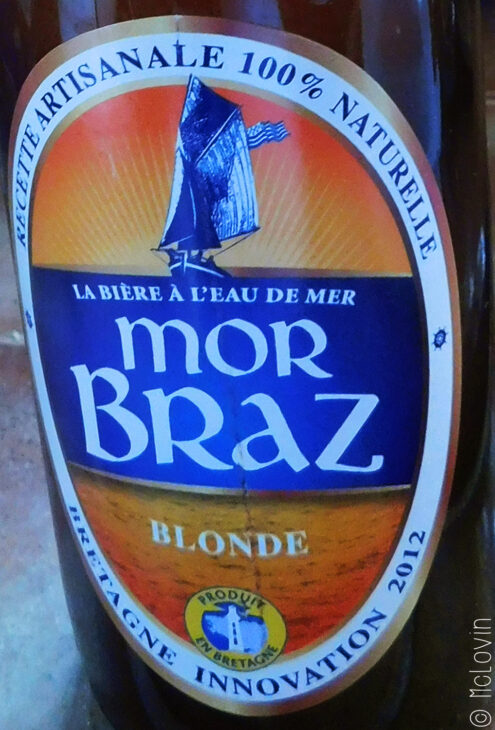 RECETTE ARTISANALE 100% NATURELLE
LA BIÈRE À L'EAU DE MER
MOR
BRAZ
BLONDE
PRODUIT
EN BRETAGNE
BRETAGNE INNOVATION 2012
© McLovin